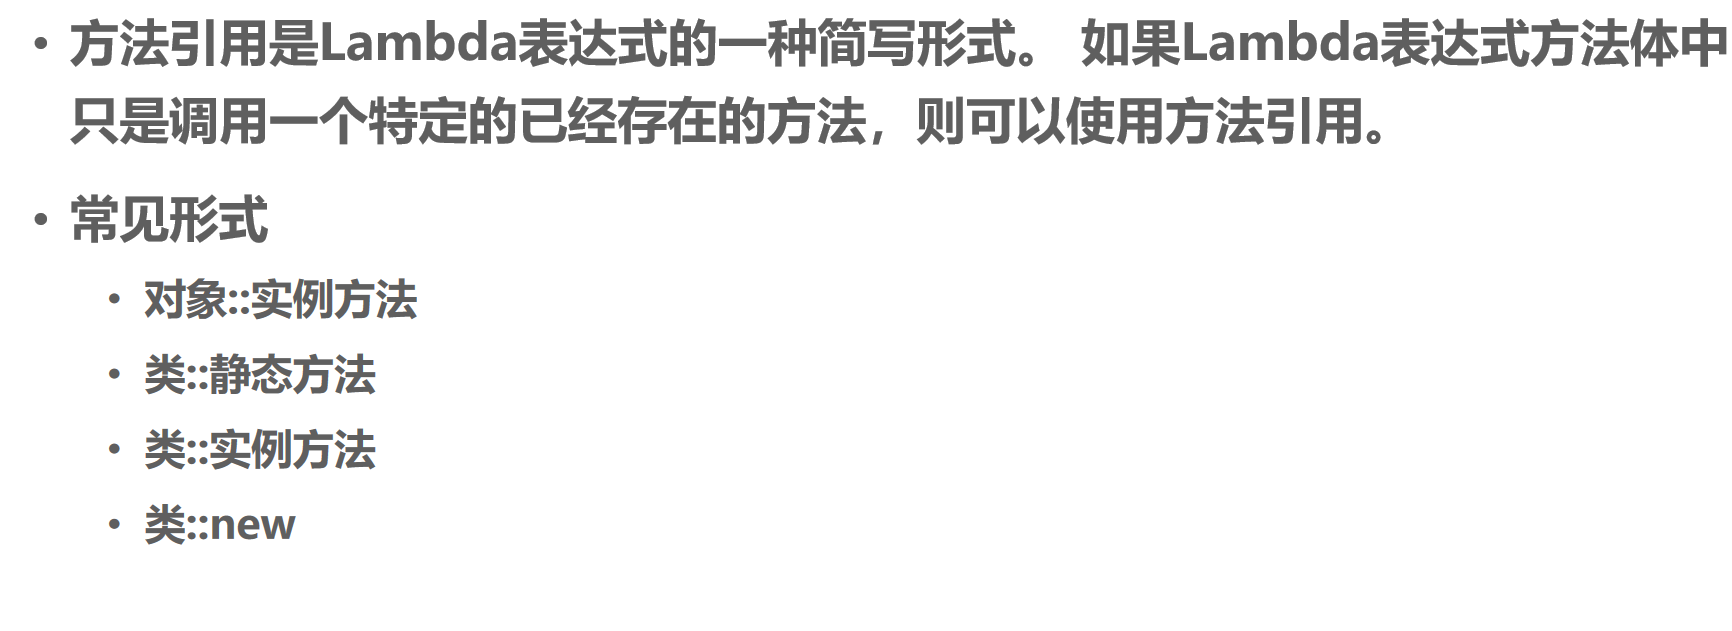 • 方法引用是Lambda表达式的一种简写形式。 如果Lambda表达式方法体中
只是调用一个特定的已经存在的方法，则可以使用方法引用。
• 常见形式
• 对象::实例方法
• 类::静态方法
• 类::实例方法
• 类::new